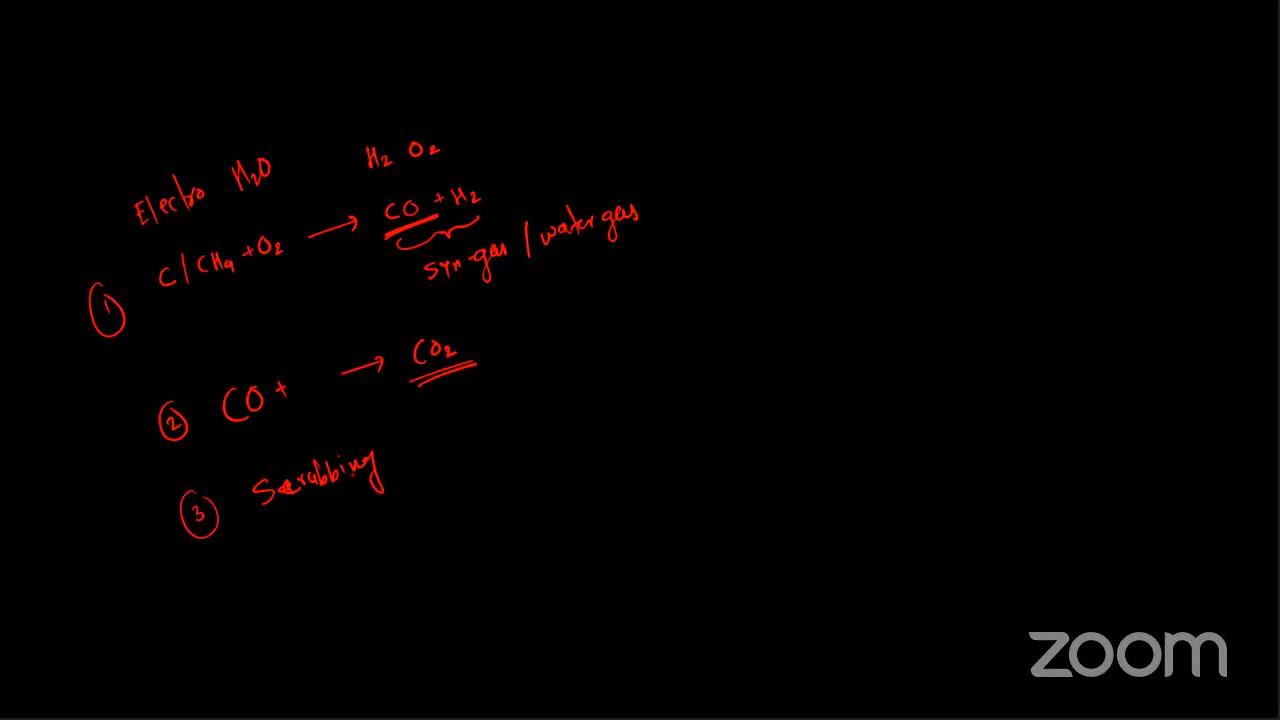 Electro H₂O H₂ O₂
① C/CH₄ + O₂ → CO + H₂
syn-gas / water gas
② CO + → CO₂
③ Scrubbing
zoom